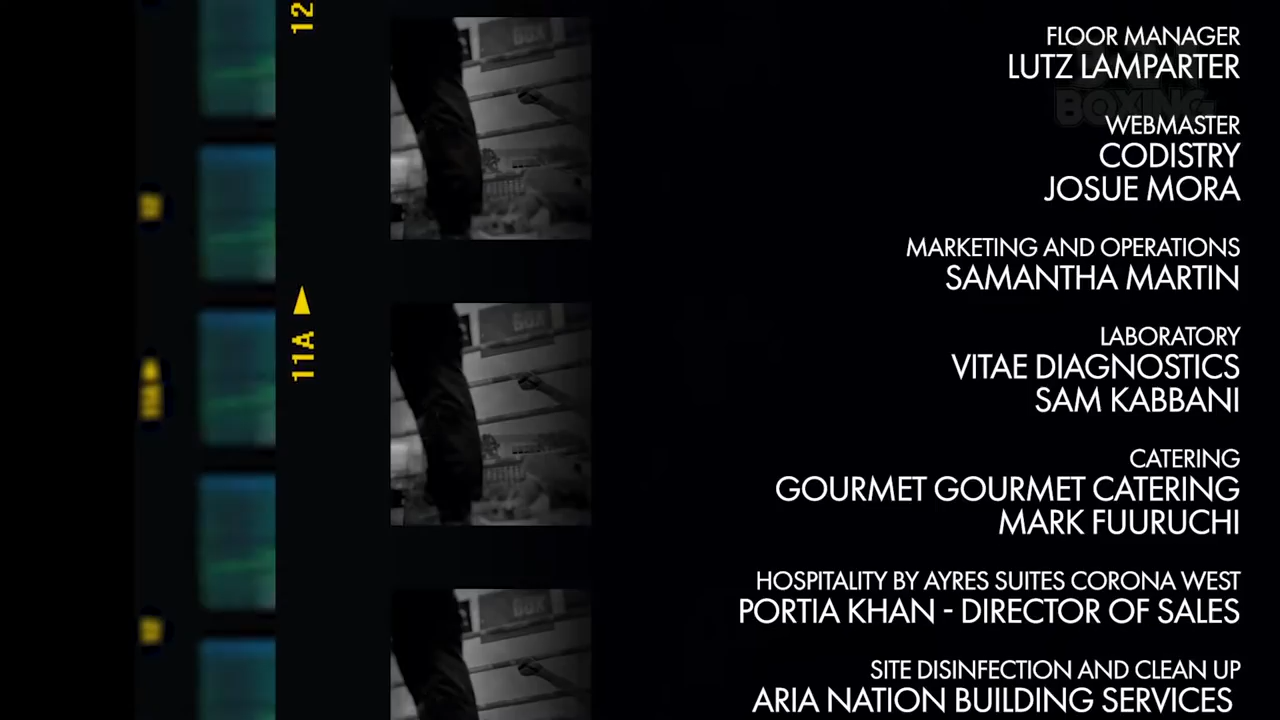 12
FLOOR MANAGER
LUTZ LAMPARTER
BOXING
WEBMASTER
CODISTRY
JOSUE MORA
MARKETING AND OPERATIONS
SAMANTHA MARTIN
11A
LABORATORY
VITAE DIAGNOSTICS
SAM KABBANI
CATERING
GOURMET GOURMET CATERING
MARK FUURUCHI
HOSPITALITY BY AYRES SUITES CORONA WEST
PORTIA KHAN - DIRECTOR OF SALES
SITE DISINFECTION AND CLEAN UP
ARIA NATION BUILDING SERVICES